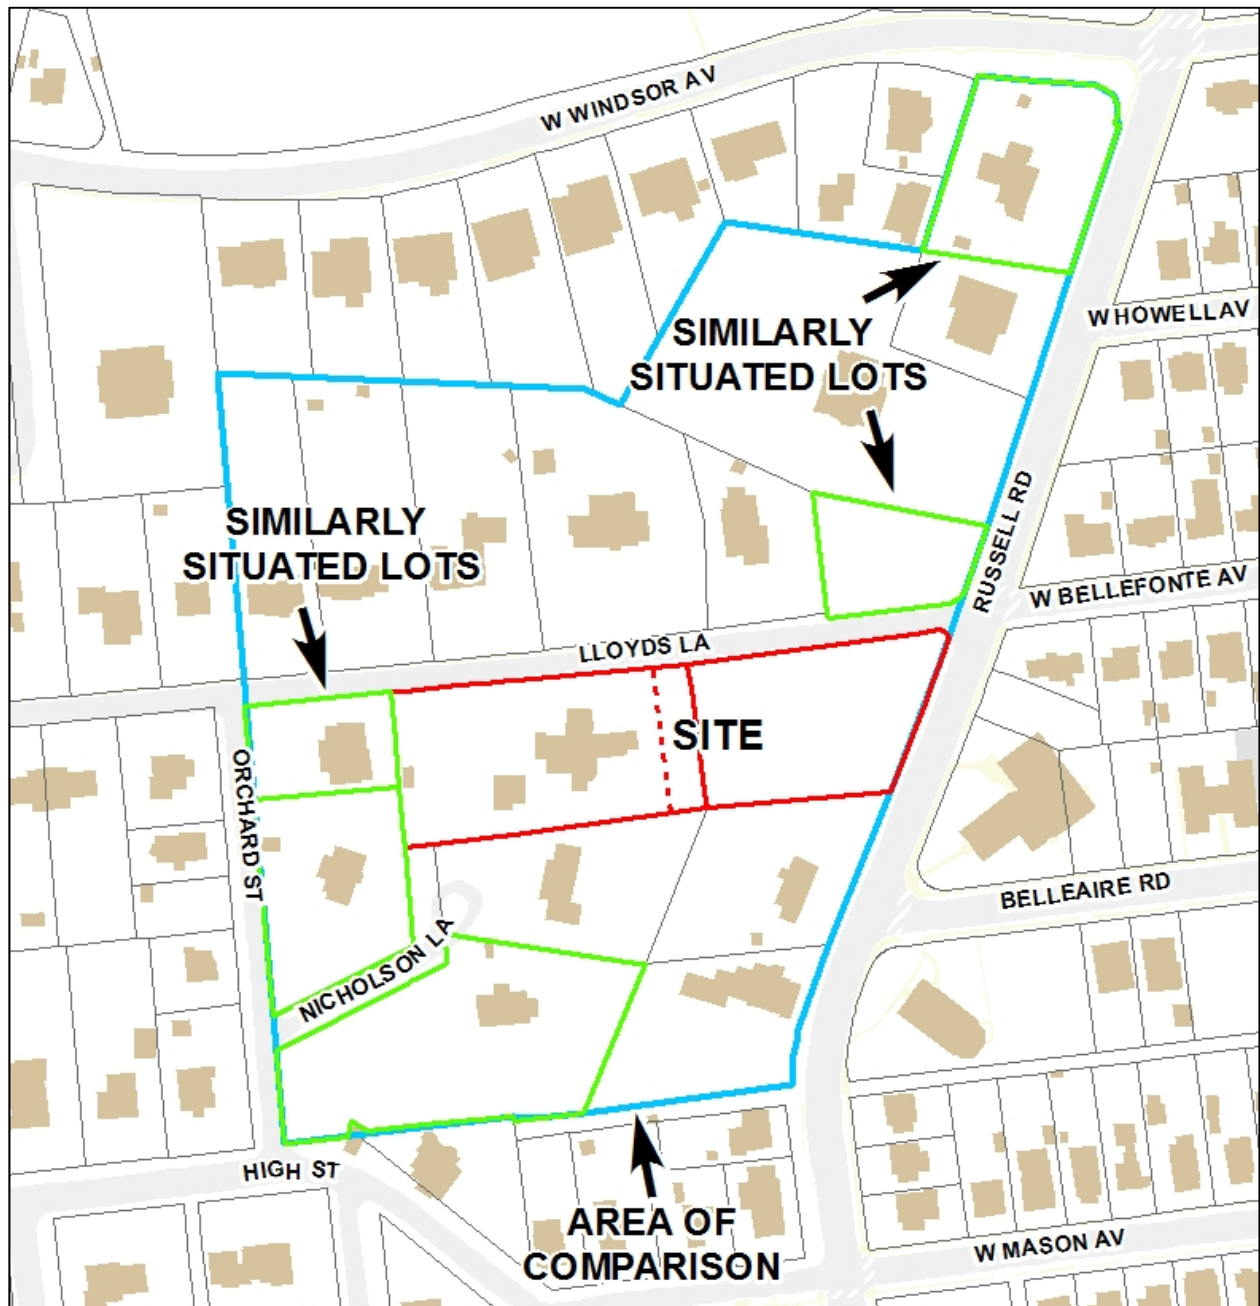 W WINDSOR AV
W HOWELL AV
SIMILARLY
SITUATED LOTS
RUSSELL RD
SIMILARLY
SITUATED LOTS
W BELLEFONTE AV
LLOYDS LA
SITE
ORCHARD ST
BELLEAIRE RD
NICHOLSON LA
HIGH ST
AREA OF
COMPARISON
W MASON AV